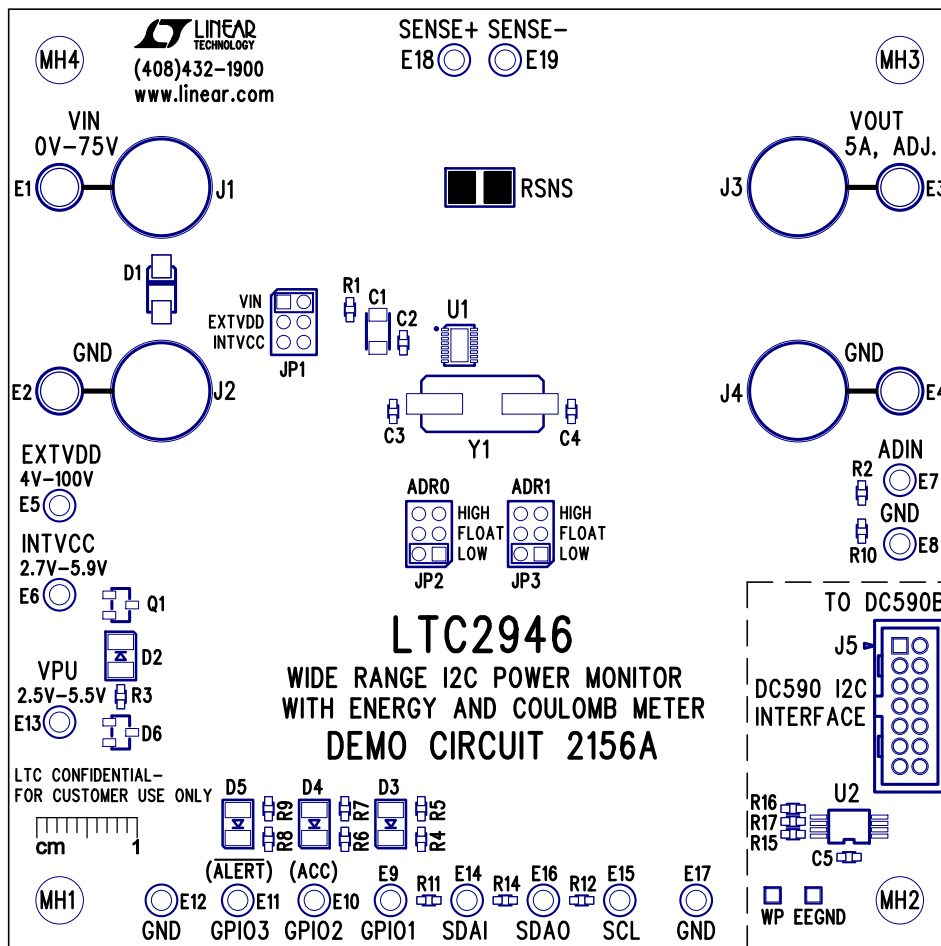 LINEAR
TECHNOLOGY
(408)432-1900
www.linear.com
SENSE+ SENSE-
E18 E19
MH4
MH3
VIN
0V-75V
E1
J1
RSNS
VOUT
5A, ADJ.
J3
E3
D1
VIN
EXTVDD
INTVCC
JP1
R1
C1
C2
U1
GND
E2
J2
C3
Y1
C4
GND
J4
E4
EXTVDD
4V-100V
E5
INTVCC
2.7V-5.9V
E6
Q1
D2
VPU
2.5V-5.5V
R3
E13
D6
ADR0
ADR1
HIGH
FLOAT
LOW
HIGH
FLOAT
LOW
JP2
JP3
ADIN
R2
E7
GND
R10
E8
LTC2946
WIDE RANGE I2C POWER MONITOR
WITH ENERGY AND COULOMB METER
DEMO CIRCUIT 2156A
TO DC590B
J5
DC590 I2C
INTERFACE
U2
R16
R17
R15
C5
WP EEGND
LTC CONFIDENTIAL-
FOR CUSTOMER USE ONLY
cm 1
D5
R9
R8
D4
R7
R6
D3
R5
R4
(ALERT)
(ACC)
MH1
E12
E11
E10
E9
R11
E14
R14
E16
R12
E15
E17
MH2
GND
GPIO3
GPIO2
GPIO1
SDAI
SDAO
SCL
GND